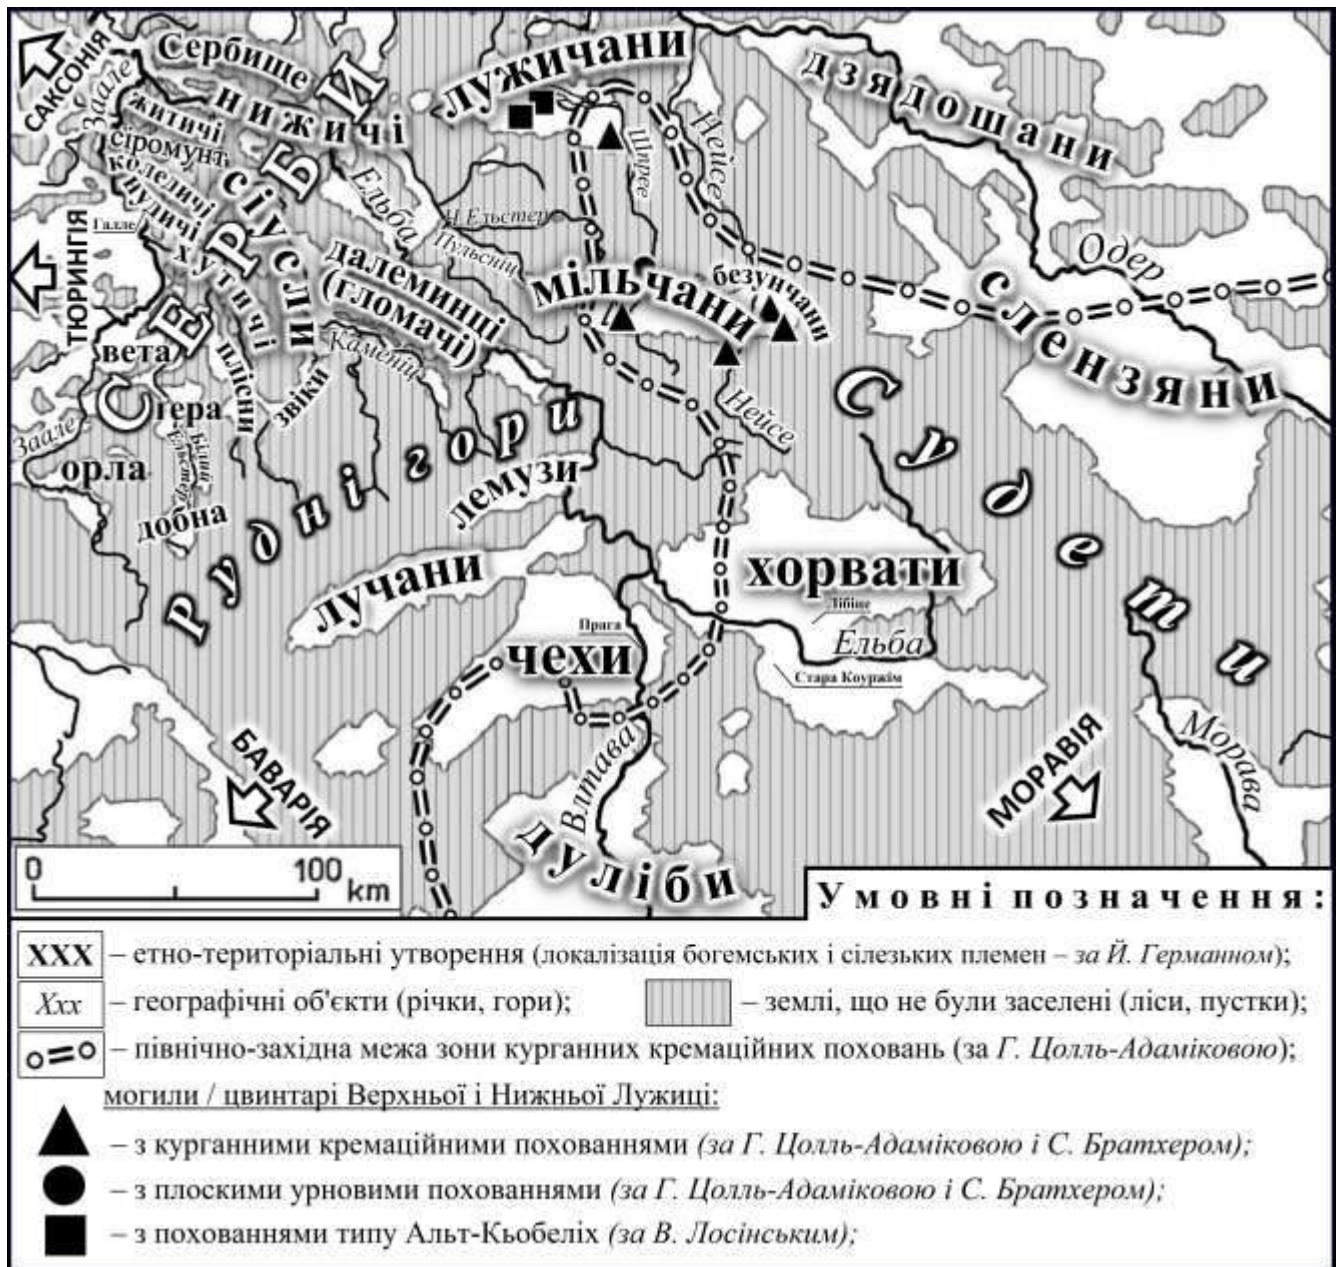 САКСОНІЯ
Заале
Сербище
нижичі
житичі
сіромунт
коледичі
нудичі
хутичі
сіусли
СЕРБИ
лужичани
дзядошани
Шпрее
Нейсе
Ельба
Ч.Ельстер
Пульсніц
Галле
ТЮРИНГІЯ
далеминці
(гломачі)
мільчани
безунчани
Одер
слензяни
вета
плісни
звіки
Каменіц
гера
Білий
Ельстер
Заале
орла
добна
Рудні гори
лемузи
Нейсе
Судети
лучани
хорвати
Лібіце
Прага
чехи
Ельба
Стара Коуржім
БАВАРІЯ
Влтава
МОРАВІЯ
Морава
дуліби
0 100 km
Умовні позначення:
ХХХ – етно-територіальні утворення (локалізація богемських і сілезьких племен – за Й. Германном);
Ххх – географічні об'єкти (річки, гори); – землі, що не були заселені (ліси, пустки);
– північно-західна межа зони курганних кремаційних поховань (за Г. Цолль-Адаміковою);
могили / цвинтарі Верхньої і Нижньої Лужиці:
– з курганними кремаційними похованнями (за Г. Цолль-Адаміковою і С. Братхером);
– з плоскими урновими похованнями (за Г. Цолль-Адаміковою і С. Братхером);
– з похованнями типу Альт-Кьобеліх (за В. Лосінським);